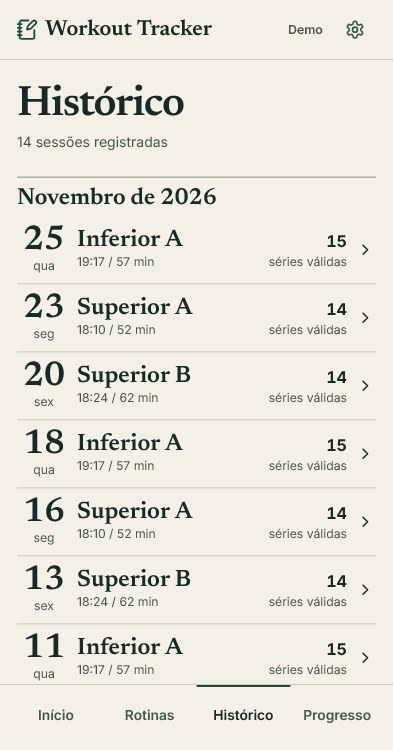 Workout Tracker
Demo
Histórico
14 sessões registradas
Novembro de 2026
25 Inferior A 15
qua 19:17 / 57 min séries válidas
23 Superior A 14
seg 18:10 / 52 min séries válidas
20 Superior B 14
sex 18:24 / 62 min séries válidas
18 Inferior A 15
qua 19:17 / 57 min séries válidas
16 Superior A 14
seg 18:10 / 52 min séries válidas
13 Superior B 14
sex 18:24 / 62 min séries válidas
11 Inferior A 15
qua 19:17 / 57 min séries válidas
Início Rotinas Histórico Progresso